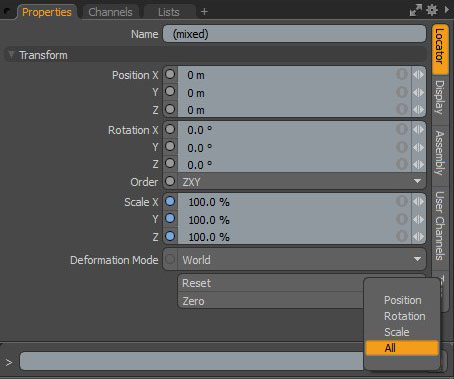 Properties Channels Lists +
Name (mixed)
Transform
Position X 0 m
Y 0 m
Z 0 m
Rotation X 0.0 °
Y 0.0 °
Z 0.0 °
Order ZXY
Scale X 100.0 %
Y 100.0 %
Z 100.0 %
Deformation Mode World
Reset
Zero
Position
Rotation
Scale
All
>
Locator
Display
Assembly
User Channels